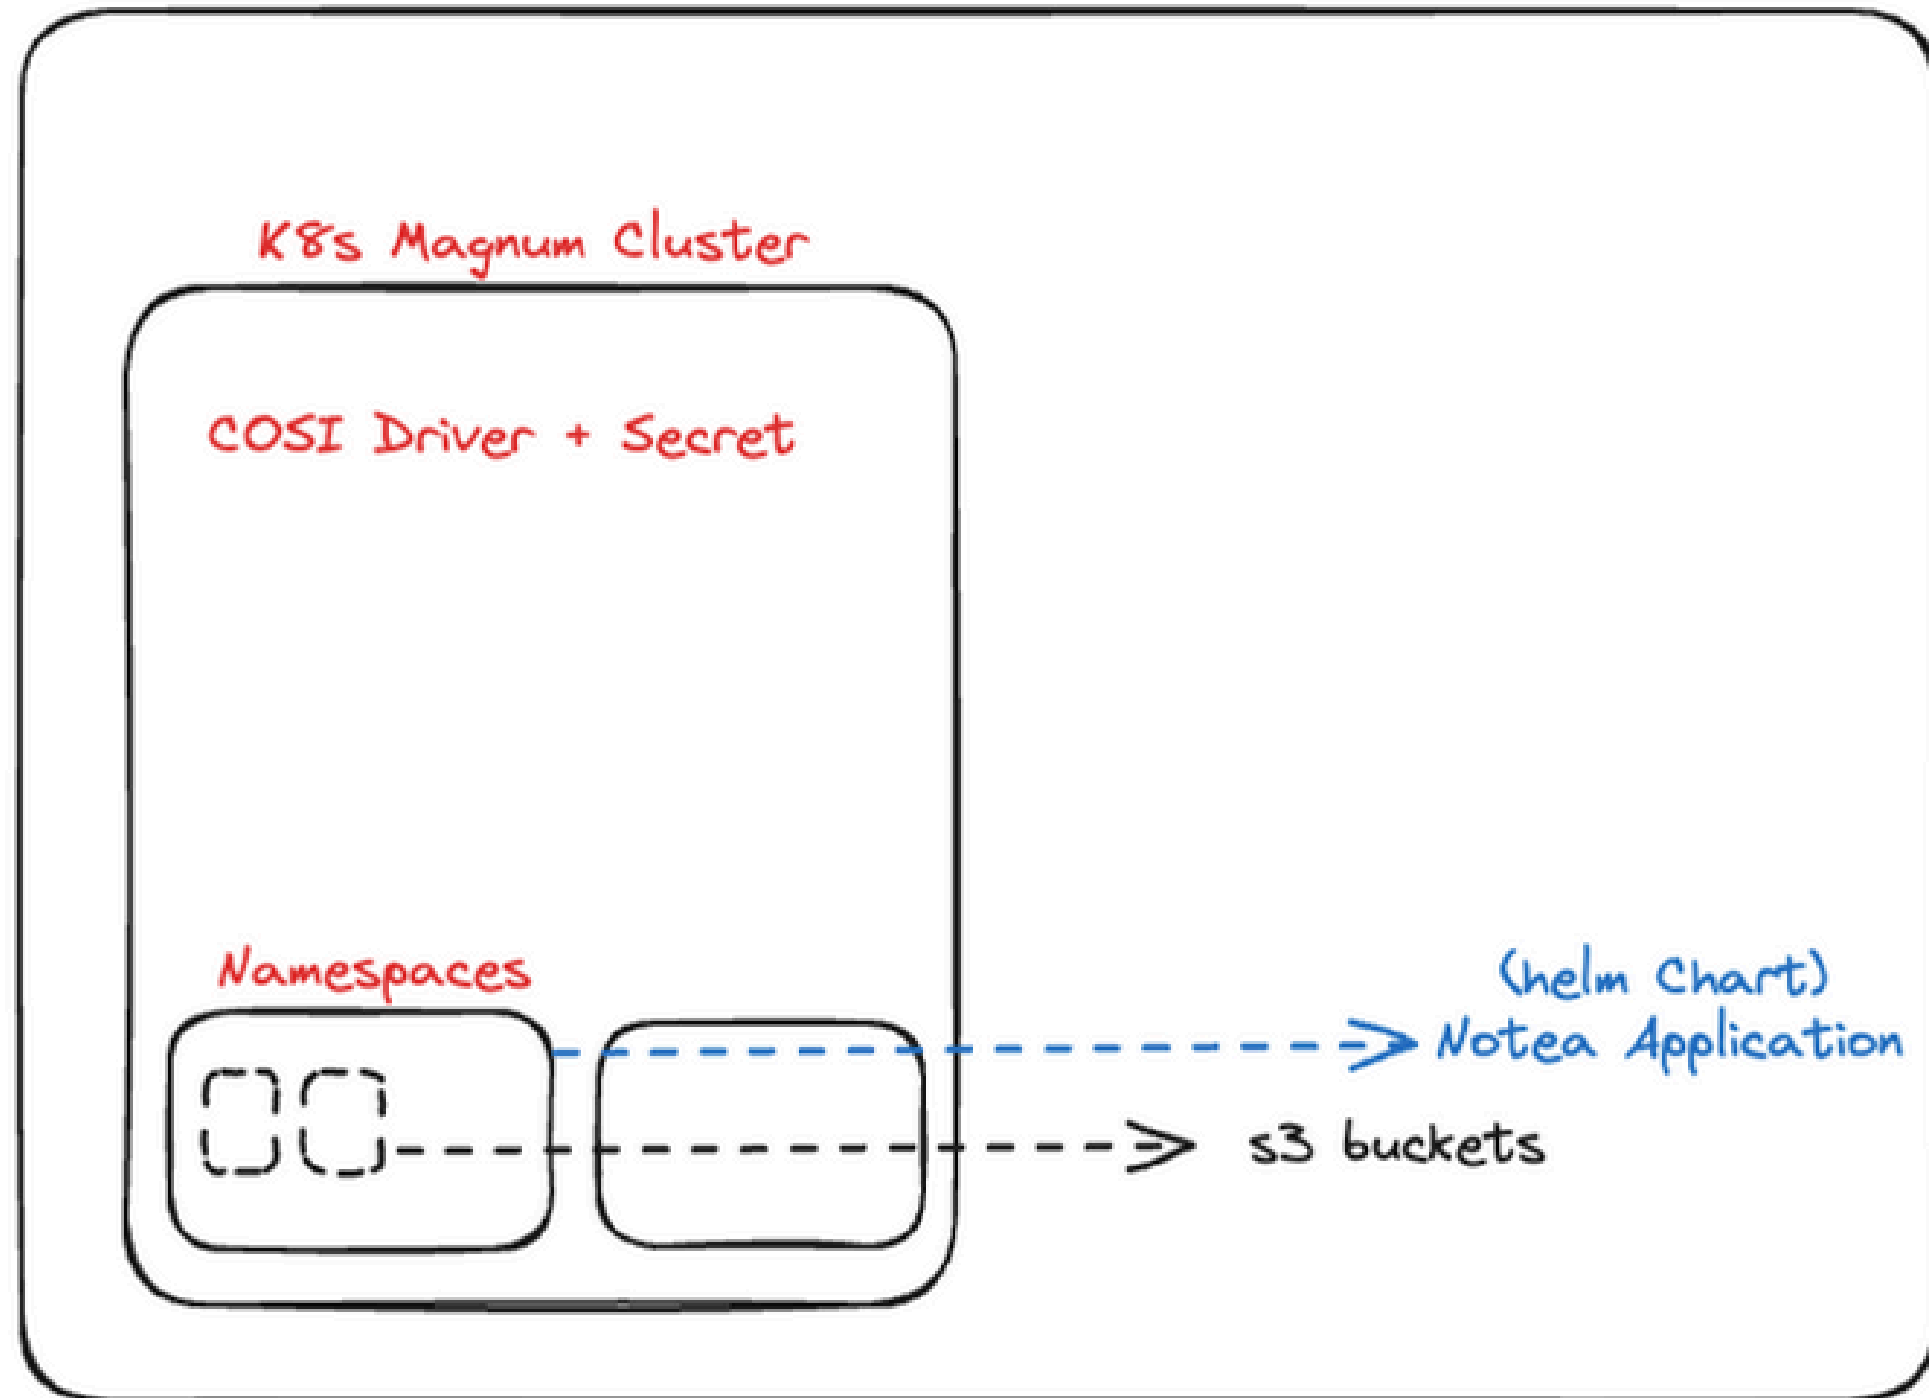 K8s Magnum Cluster
COSI Driver + Secret
Namespaces
(helm Chart)
Notea Application
s3 buckets